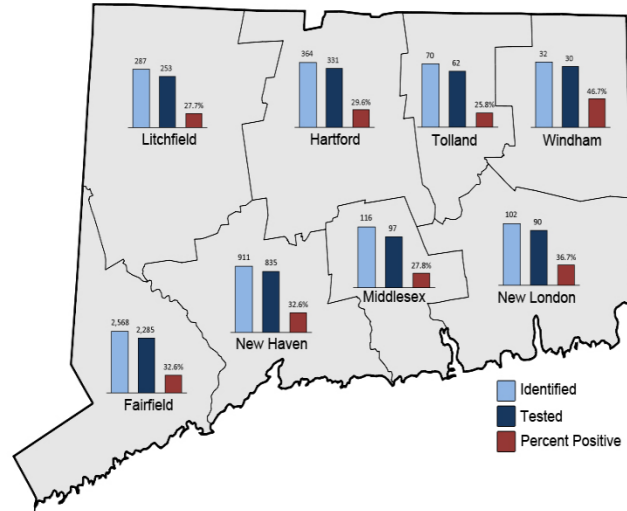 287
253
27.7%
Litchfield
364
331
29.6%
Hartford
70
62
25.8%
Tolland
32
30
46.7%
Windham
911
835
32.6%
New Haven
116
97
27.8%
Middlesex
102
90
36.7%
New London
2,568
2,285
32.6%
Fairfield
Identified
Tested
Percent Positive